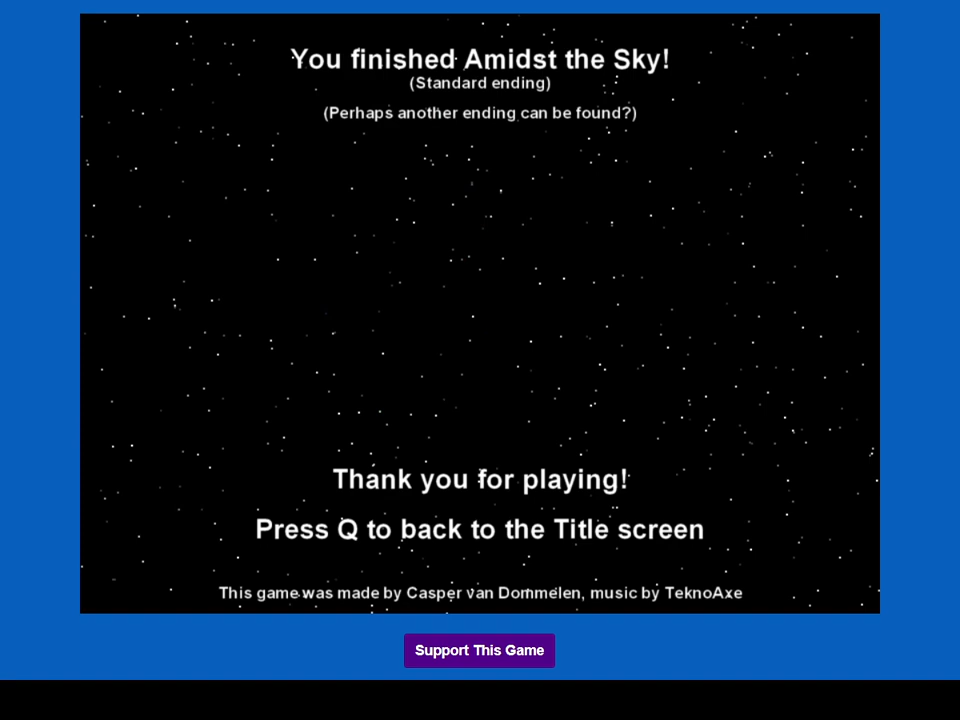 You finished Amidst the Sky!
(Standard ending)
(Perhaps another ending can be found?)
Thank you for playing!
Press Q to back to the Title screen
This game was made by Casper van Dommelen, music by TeknoAxe
Support This Game